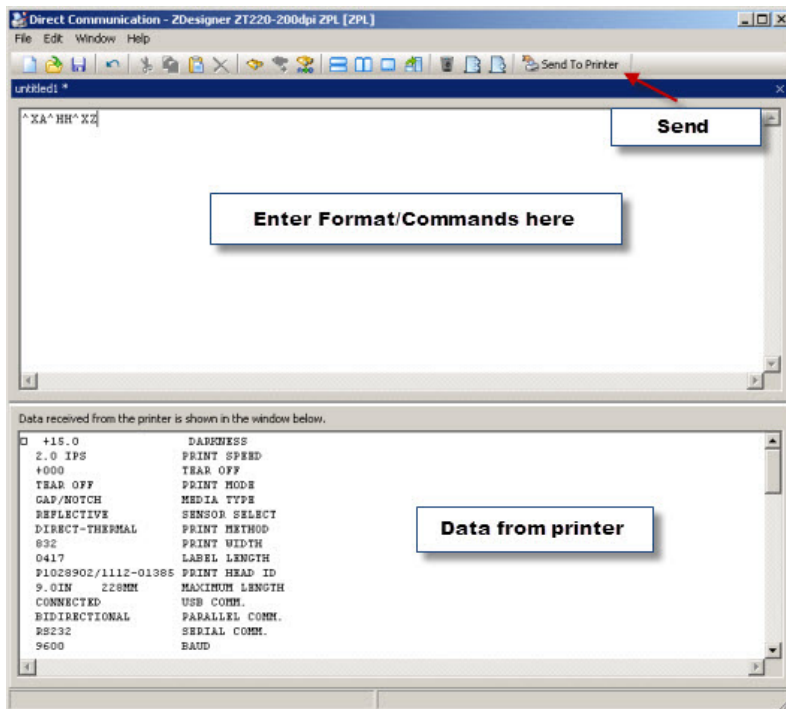 Direct Communication - ZDesigner ZT220-200dpi ZPL [ZPL]
File Edit Window Help
Send To Printer
untitled1 *
^XA^HH^XZ
Send
Enter Format/Commands here
Data received from the printer is shown in the window below.
+15.0 DARKNESS
2.0 IPS PRINT SPEED
+000 TEAR OFF
TEAR OFF PRINT MODE
GAP/NOTCH MEDIA TYPE
REFLECTIVE SENSOR SELECT
DIRECT-THERMAL PRINT METHOD
832 PRINT WIDTH
0417 LABEL LENGTH
P1028902/1112-01385 PRINT HEAD ID
9.0IN 228MM MAXIMUM LENGTH
CONNECTED USB COMM.
BIDIRECTIONAL PARALLEL COMM.
RS232 SERIAL COMM.
9600 BAUD
Data from printer